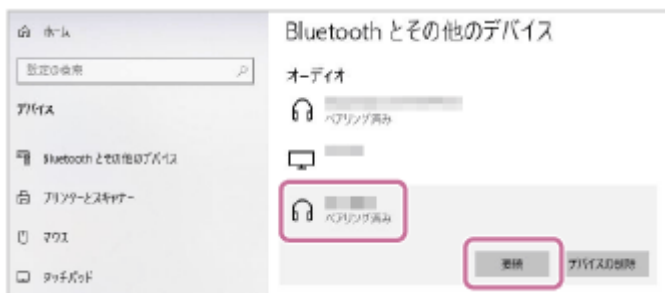 ホーム
設定の検索
デバイス
Bluetooth とその他のデバイス
プリンターとスキャナー
マウス
タッチパッド
Bluetooth とその他のデバイス
オーディオ
ペアリング済み
ペアリング済み
接続
デバイスの削除